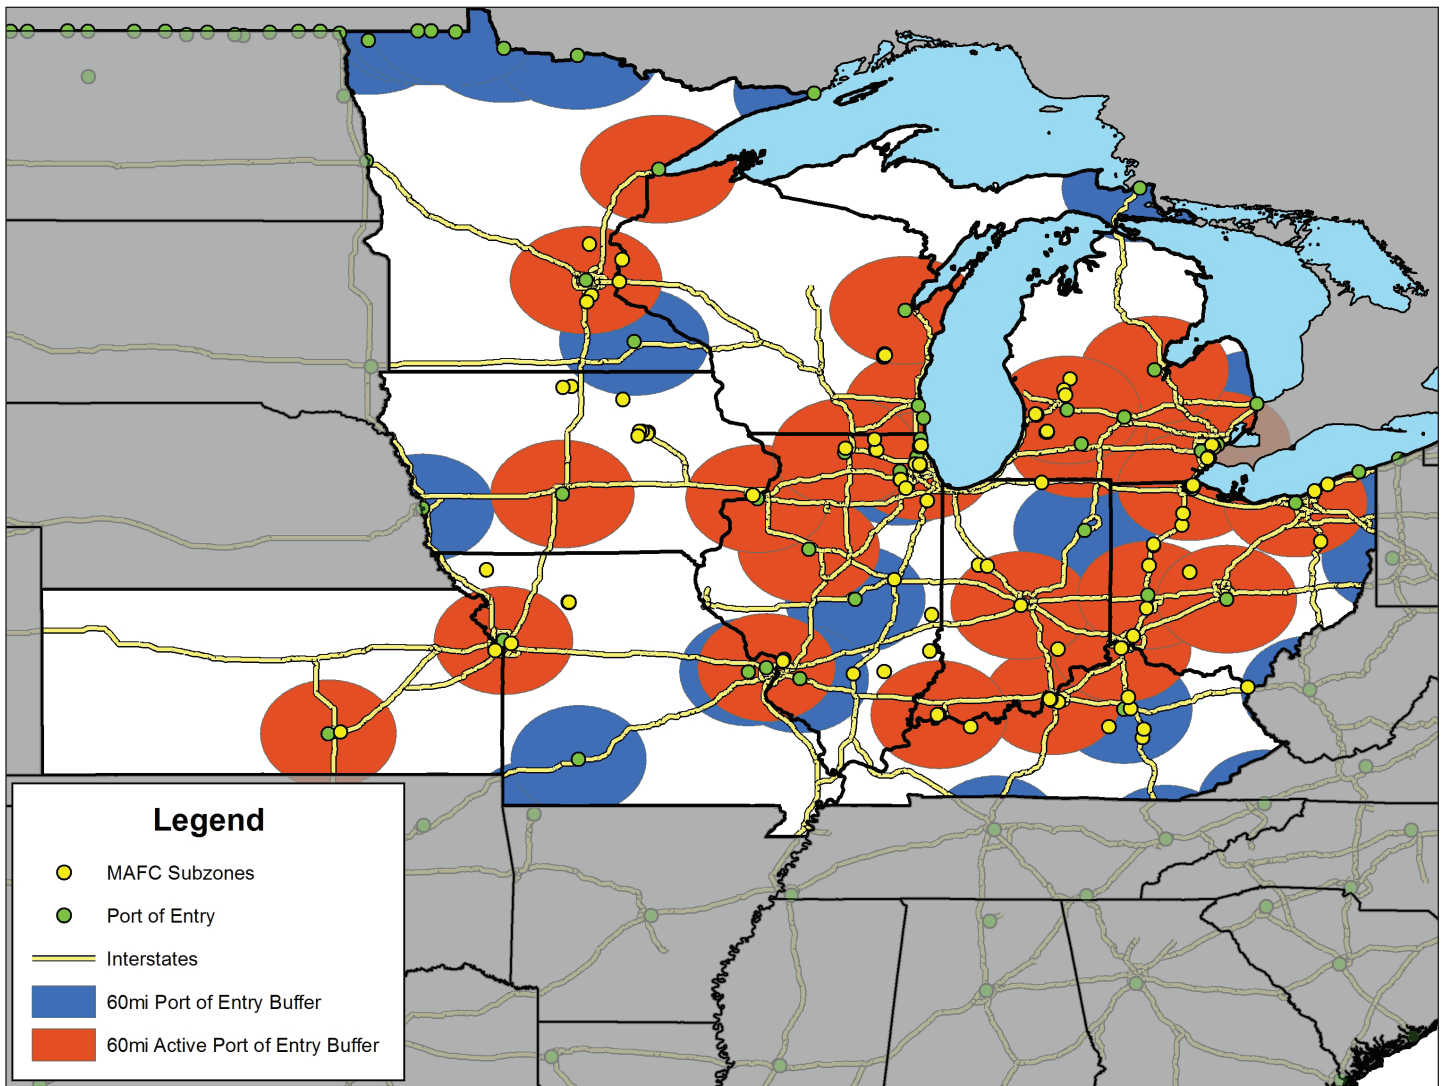 Legend
MAFC Subzones
Port of Entry
Interstates
60mi Port of Entry Buffer
60mi Active Port of Entry Buffer